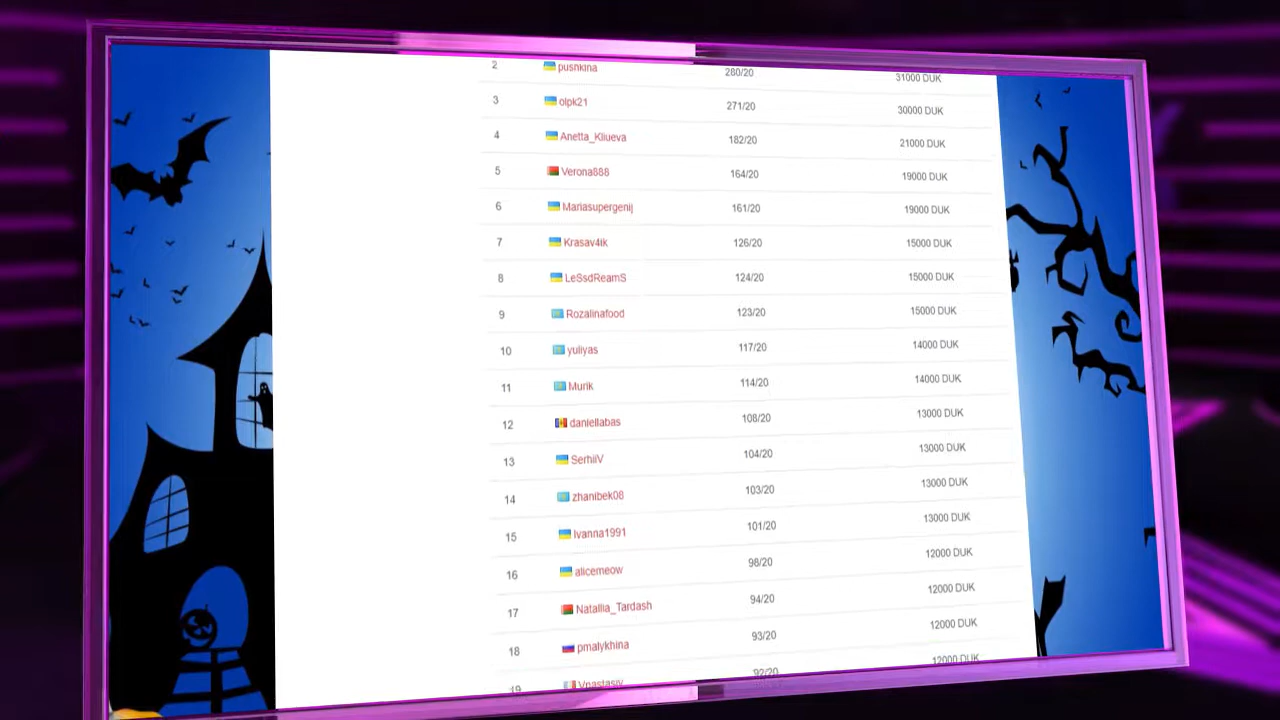 2 pushkina 280/20 31000 DUK
3 olpk21 271/20 30000 DUK
4 Anetta_Kliueva 182/20 21000 DUK
5 Verona888 164/20 19000 DUK
6 Mariasupergenij 161/20 19000 DUK
7 Krasav4ik 126/20 15000 DUK
8 LeSsdReamS 124/20 15000 DUK
9 Rozalinafood 123/20 15000 DUK
10 yuliyas 117/20 14000 DUK
11 Murik 114/20 14000 DUK
12 daniellabas 108/20 13000 DUK
13 SerhiiV 104/20 13000 DUK
14 zhanibek08 103/20 13000 DUK
15 Ivanna1991 101/20 13000 DUK
16 alicemeow 98/20 12000 DUK
17 Natallia_Tardash 94/20 12000 DUK
18 pmalykhina 93/20 12000 DUK
19 92/20 12000 DUK